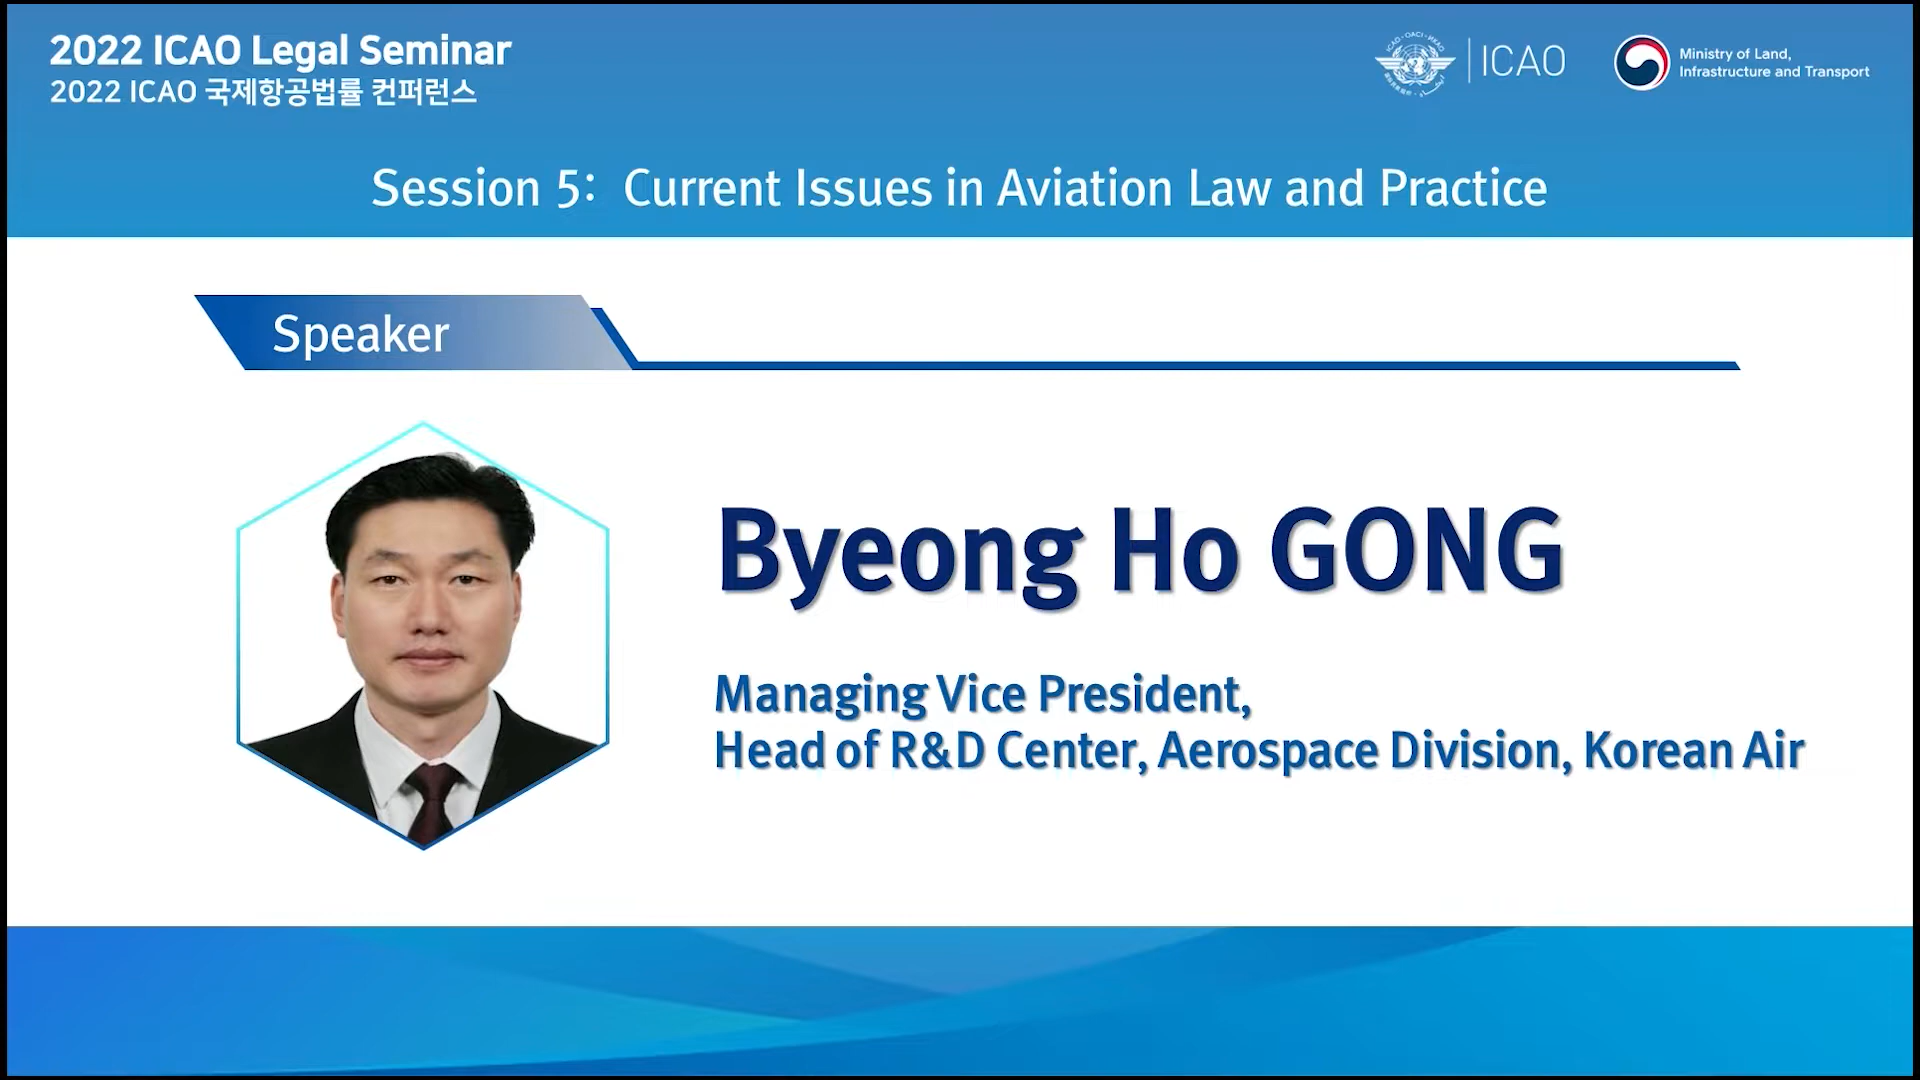 2022 ICAO Legal Seminar
2022 ICAO 국제항공법률 컨퍼런스
ICAO
Ministry of Land,
Infrastructure and Transport
Session 5: Current Issues in Aviation Law and Practice
Speaker
Byeong Ho GONG
Managing Vice President,
Head of R&D Center, Aerospace Division, Korean Air